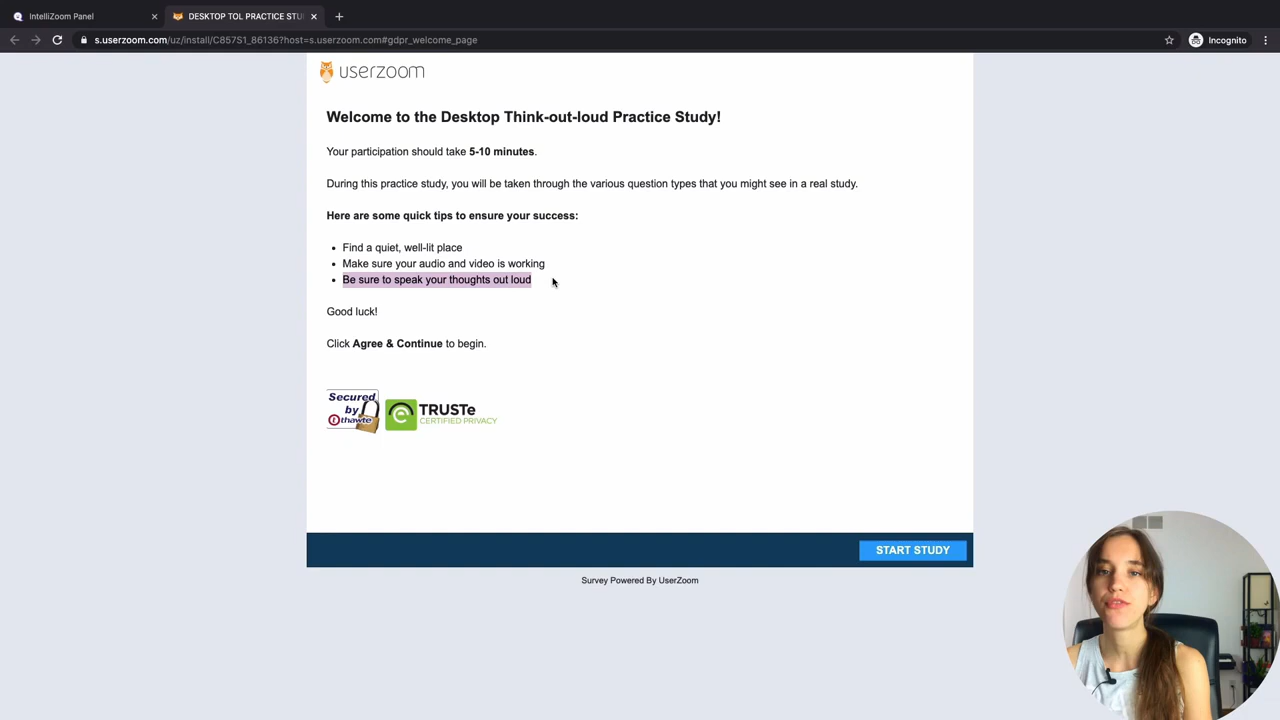 IntelliZoom Panel
DESKTOP TOL PRACTICE STU
s.userzoom.com/uz/install/C857S1_86136?host=s.userzoom.com#gdpr_welcome_page
Incognito
userzoom
Welcome to the Desktop Think-out-loud Practice Study!
Your participation should take 5-10 minutes.
During this practice study, you will be taken through the various question types that you might see in a real study.
Here are some quick tips to ensure your success:
Find a quiet, well-lit place
Make sure your audio and video is working
Be sure to speak your thoughts out loud
Good luck!
Click Agree & Continue to begin.
Secured
by
thawte
TRUSTe
CERTIFIED PRIVACY
START STUDY
Survey Powered By UserZoom